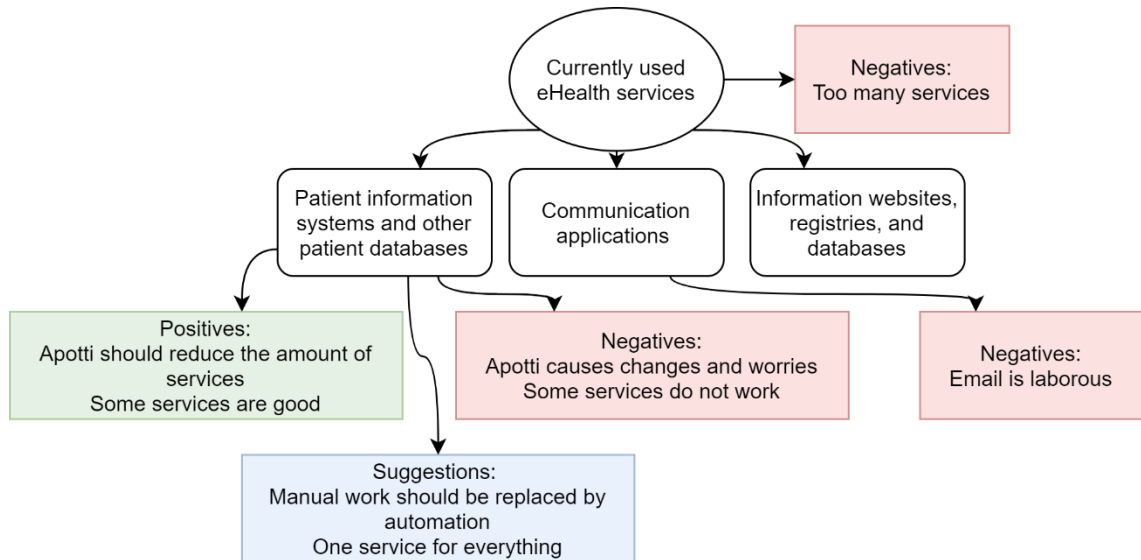 Currently used
eHealth services
Negatives:
Too many services
Patient information
systems and other
patient databases
Communication
applications
Information websites,
registries, and
databases
Positives:
Apotti should reduce the amount of
services
Some services are good
Negatives:
Apotti causes changes and worries
Some services do not work
Negatives:
Email is laborous
Suggestions:
Manual work should be replaced by
automation
One service for everything